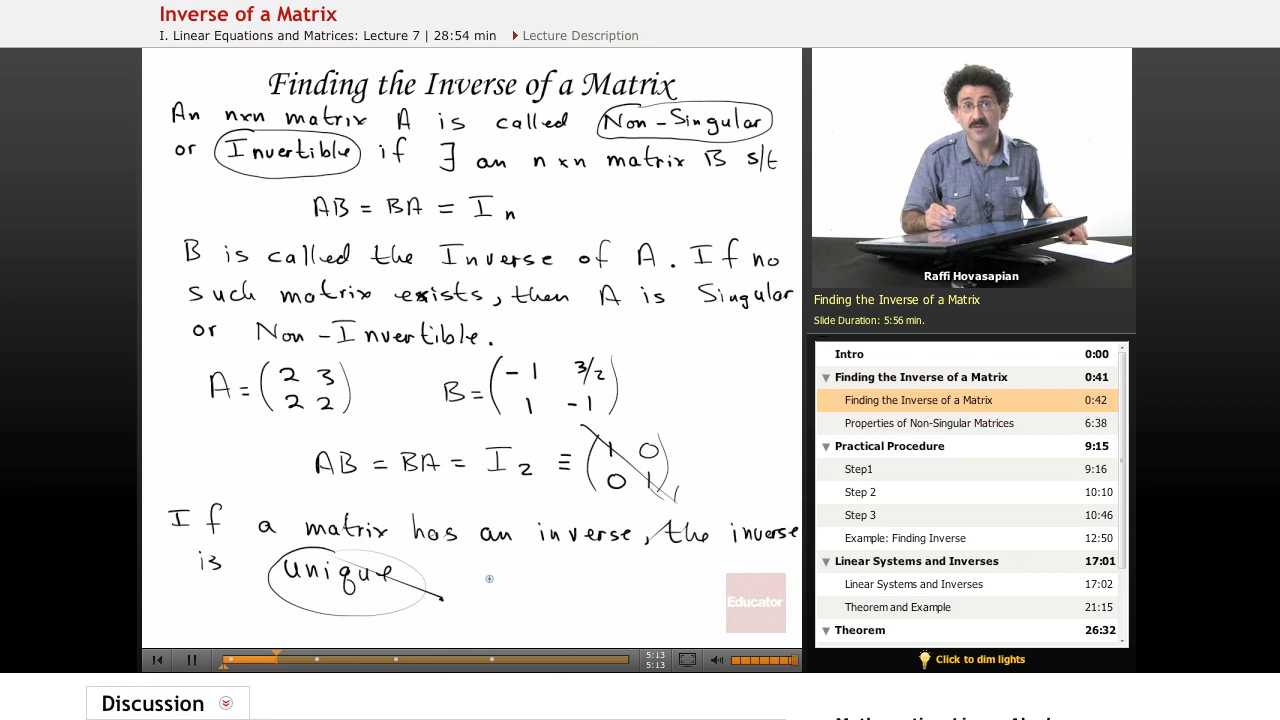 Inverse of a Matrix
I. Linear Equations and Matrices: Lecture 7 | 28:54 min
Lecture Description
Finding the Inverse of a Matrix
An nxn matrix A is called Non-Singular
or Invertible if ∃ an nxn matrix B s/t
AB = BA = I n
B is called the Inverse of A. If no
such matrix exists, then A is Singular
or Non-Invertible.
A = (2 3
2 2)
B = (-1 3/2
1 -1)
AB = BA = I 2 ≡ (1 0
0 1)
If a matrix has an inverse, the inverse
is unique
Educator
5:13
5:13
Raffi Hovasapian
Finding the Inverse of a Matrix
Slide Duration: 5:56 min.
Intro 0:00
Finding the Inverse of a Matrix 0:41
Finding the Inverse of a Matrix 0:42
Properties of Non-Singular Matrices 6:38
Practical Procedure 9:15
Step1 9:16
Step 2 10:10
Step 3 10:46
Example: Finding Inverse 12:50
Linear Systems and Inverses 17:01
Linear Systems and Inverses 17:02
Theorem and Example 21:15
Theorem 26:32
Click to dim lights
Discussion